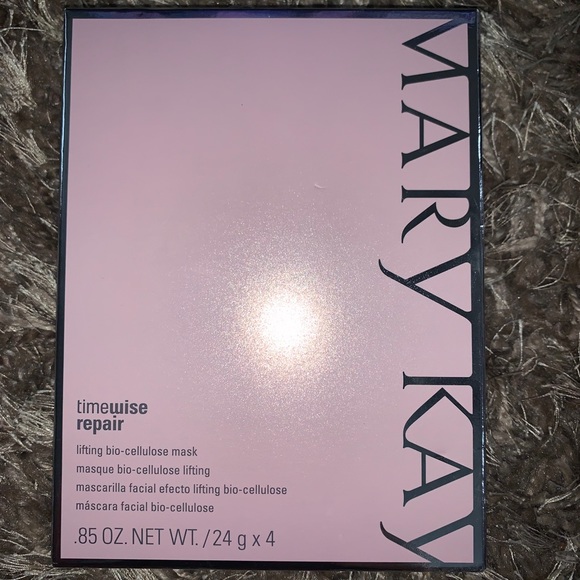 MARY KAY
timewise
repair
lifting bio-cellulose mask
masque bio-cellulose lifting
mascarilla facial efecto lifting bio-cellulose
máscara facial bio-cellulose
.85 OZ. NET WT. / 24 g x 4